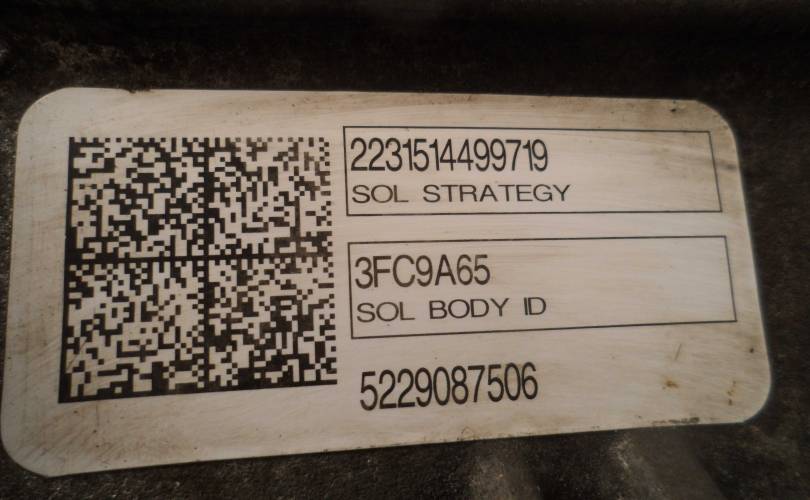 2231514499719
SOL STRATEGY
3FC9A65
SOL BODY ID
5229087506